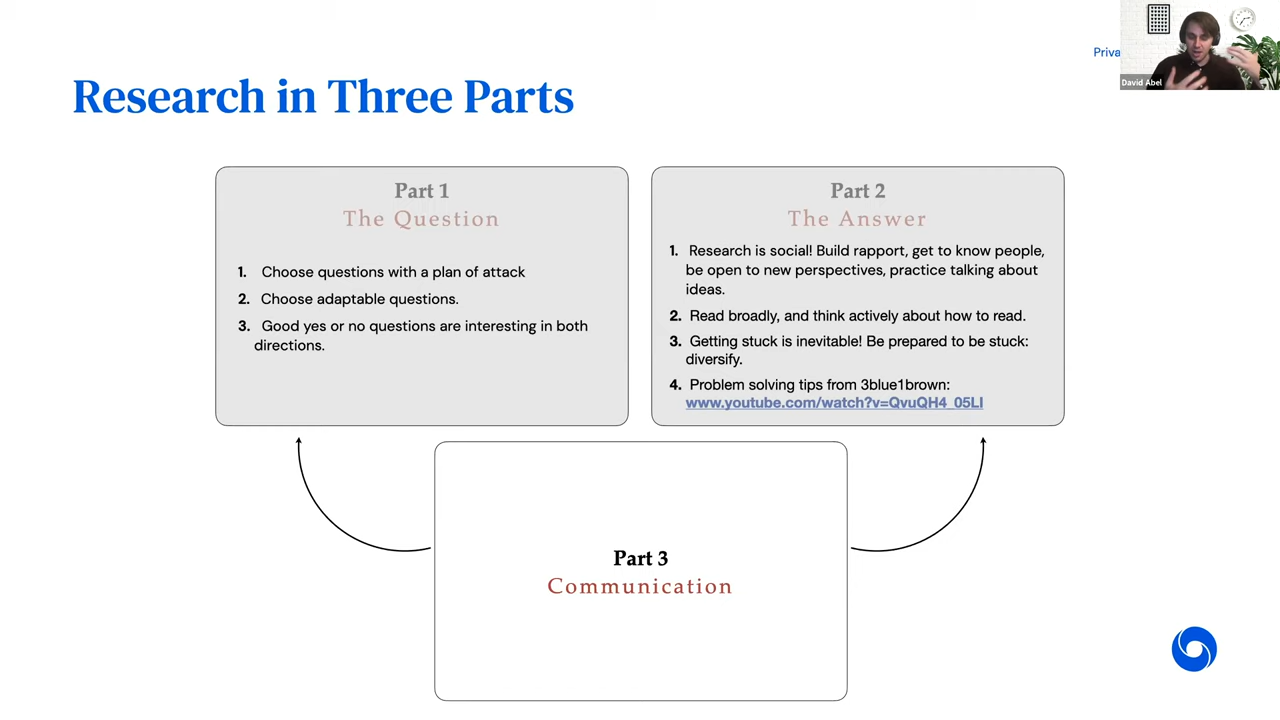 Priva
David Abel
Research in Three Parts
Part 1
The Question
1. Choose questions with a plan of attack
2. Choose adaptable questions.
3. Good yes or no questions are interesting in both
directions.
Part 2
The Answer
1. Research is social! Build rapport, get to know people,
be open to new perspectives, practice talking about
ideas.
2. Read broadly, and think actively about how to read.
3. Getting stuck is inevitable! Be prepared to be stuck:
diversify.
4. Problem solving tips from 3blue1brown:
www.youtube.com/watch?v=QvuQH4_05LI
Part 3
Communication